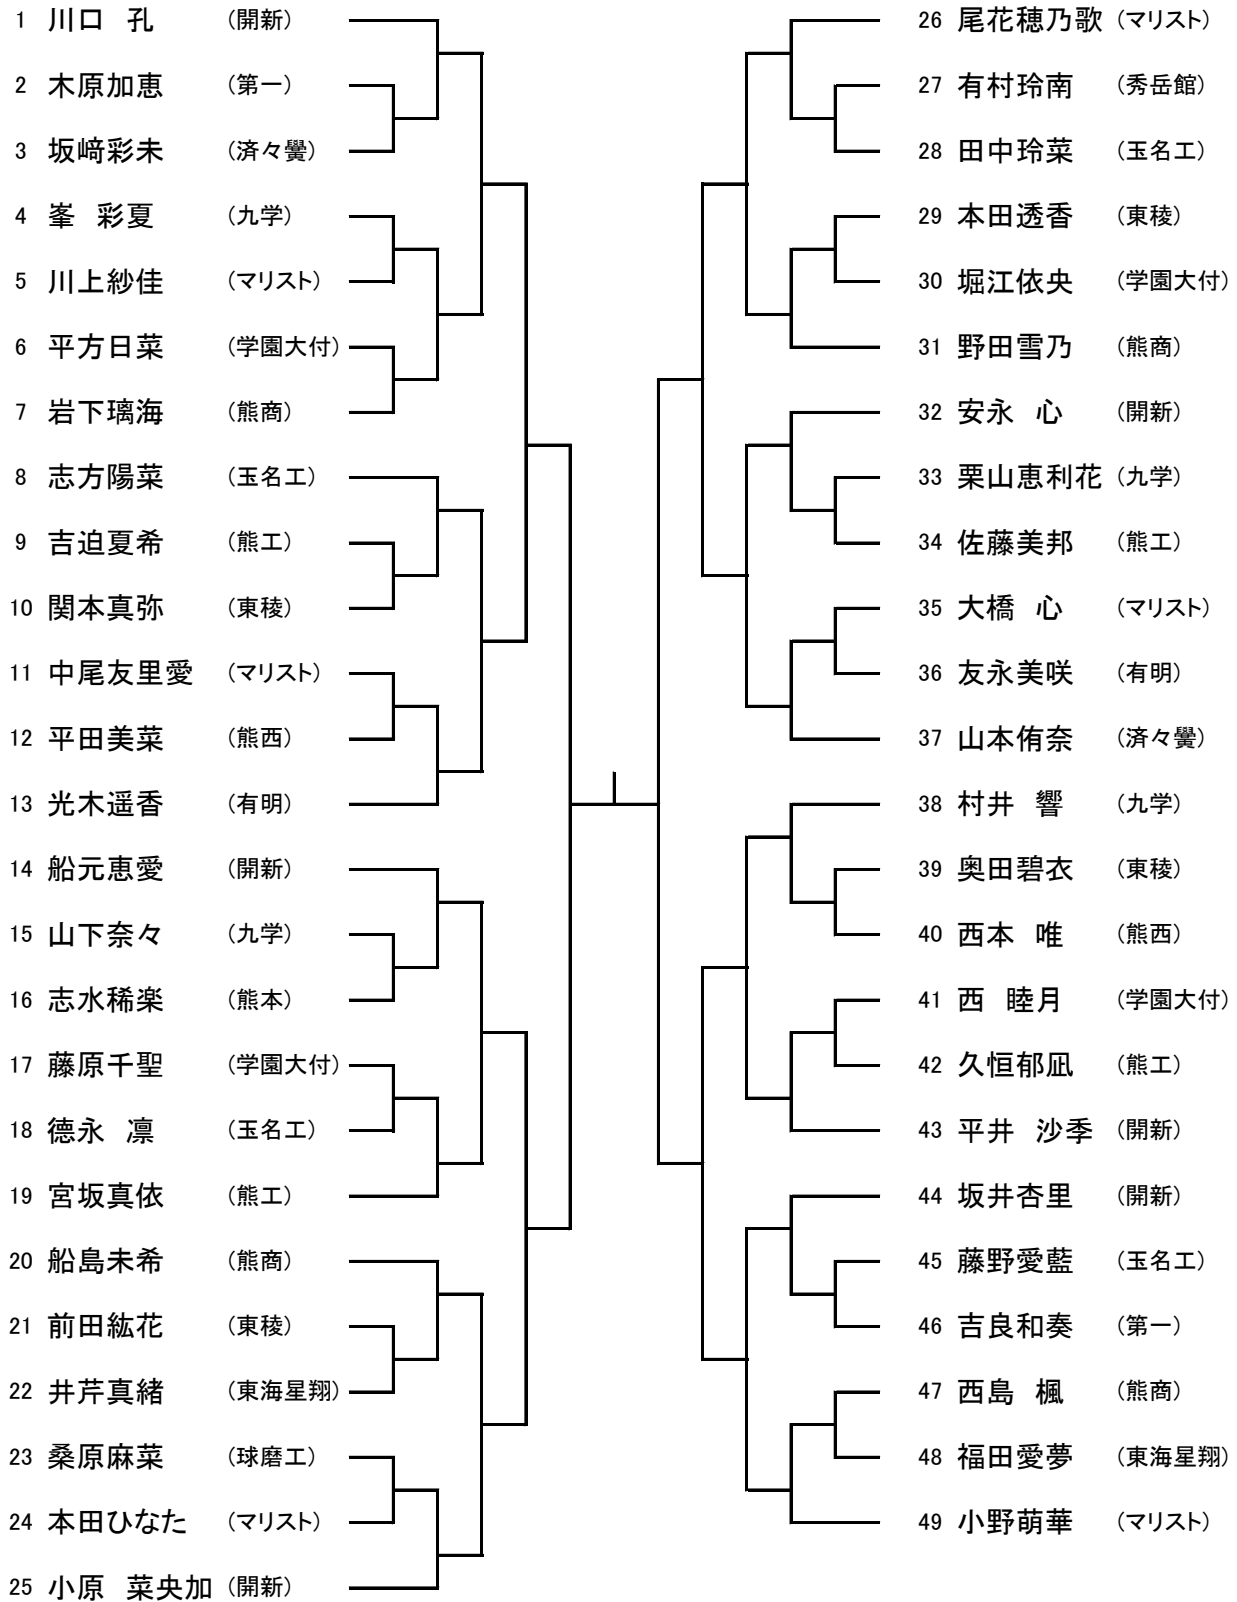 1 川口 孔 (開新)
2 木原加恵 (第一)
3 坂﨑彩未 (済々黌)
4 峯 彩夏 (九学)
5 川上紗佳 (マリスト)
6 平方日菜 (学園大付)
7 岩下璃海 (熊商)
8 志方陽菜 (玉名工)
9 吉迫夏希 (熊工)
10 関本真弥 (東稜)
11 中尾友里愛 (マリスト)
12 平田美菜 (熊西)
13 光木遥香 (有明)
14 船元恵愛 (開新)
15 山下奈々 (九学)
16 志水稀楽 (熊本)
17 藤原千聖 (学園大付)
18 德永 凛 (玉名工)
19 宮坂真依 (熊工)
20 船島未希 (熊商)
21 前田紘花 (東稜)
22 井芹真緒 (東海星翔)
23 桑原麻菜 (球磨工)
24 本田ひなた (マリスト)
25 小原 菜央加 (開新)
26 尾花穂乃歌 (マリスト)
27 有村玲南 (秀岳館)
28 田中玲菜 (玉名工)
29 本田透香 (東稜)
30 堀江依央 (学園大付)
31 野田雪乃 (熊商)
32 安永 心 (開新)
33 栗山恵利花 (九学)
34 佐藤美邦 (熊工)
35 大橋 心 (マリスト)
36 友永美咲 (有明)
37 山本侑奈 (済々黌)
38 村井 響 (九学)
39 奥田碧衣 (東稜)
40 西本 唯 (熊西)
41 西 睦月 (学園大付)
42 久恒郁凪 (熊工)
43 平井 沙季 (開新)
44 坂井杏里 (開新)
45 藤野愛藍 (玉名工)
46 吉良和奏 (第一)
47 西島 楓 (熊商)
48 福田愛夢 (東海星翔)
49 小野萌華 (マリスト)